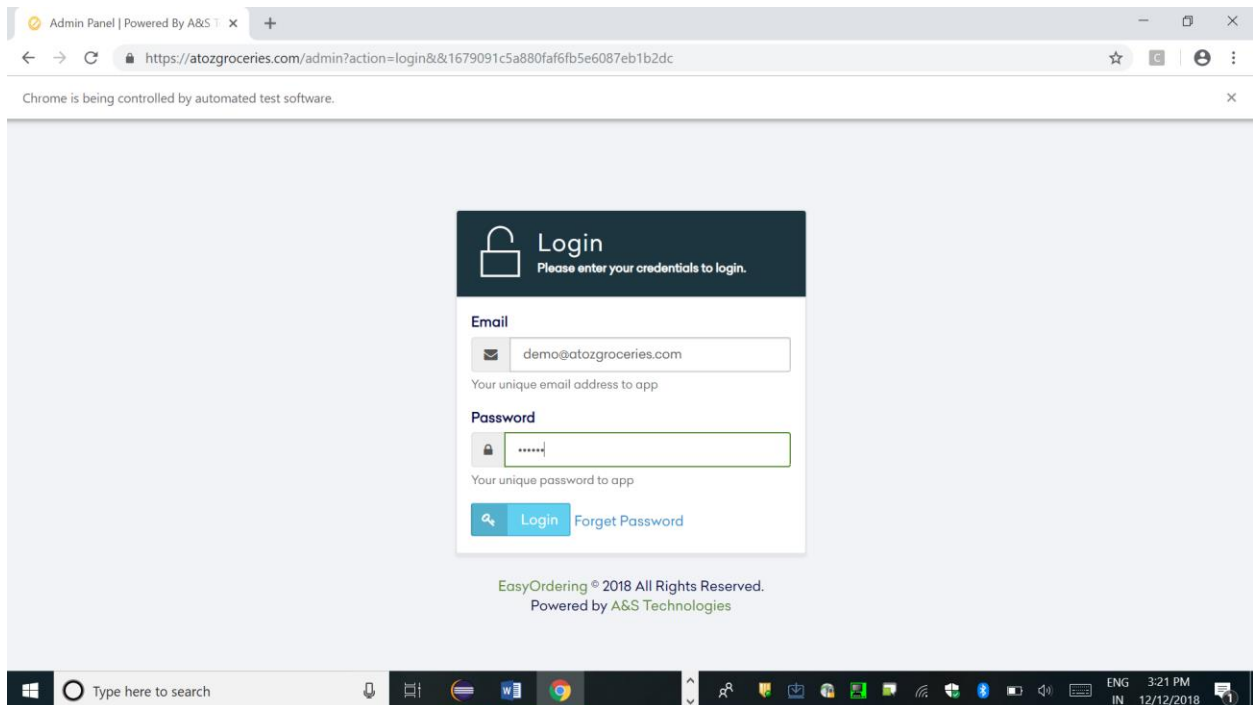 Admin Panel | Powered By A&S T
https://atozgroceries.com/admin?action=login&&1679091c5a880faf6fb5e6087eb1b2dc
C
Chrome is being controlled by automated test software.
Login
Please enter your credentials to login.
Email
demo@atozgroceries.com
Your unique email address to app
Password
••••••
Your unique password to app
Login Forget Password
EasyOrdering © 2018 All Rights Reserved.
Powered by A&S Technologies
Type here to search
ENG 3:21 PM
IN 12/12/2018
1